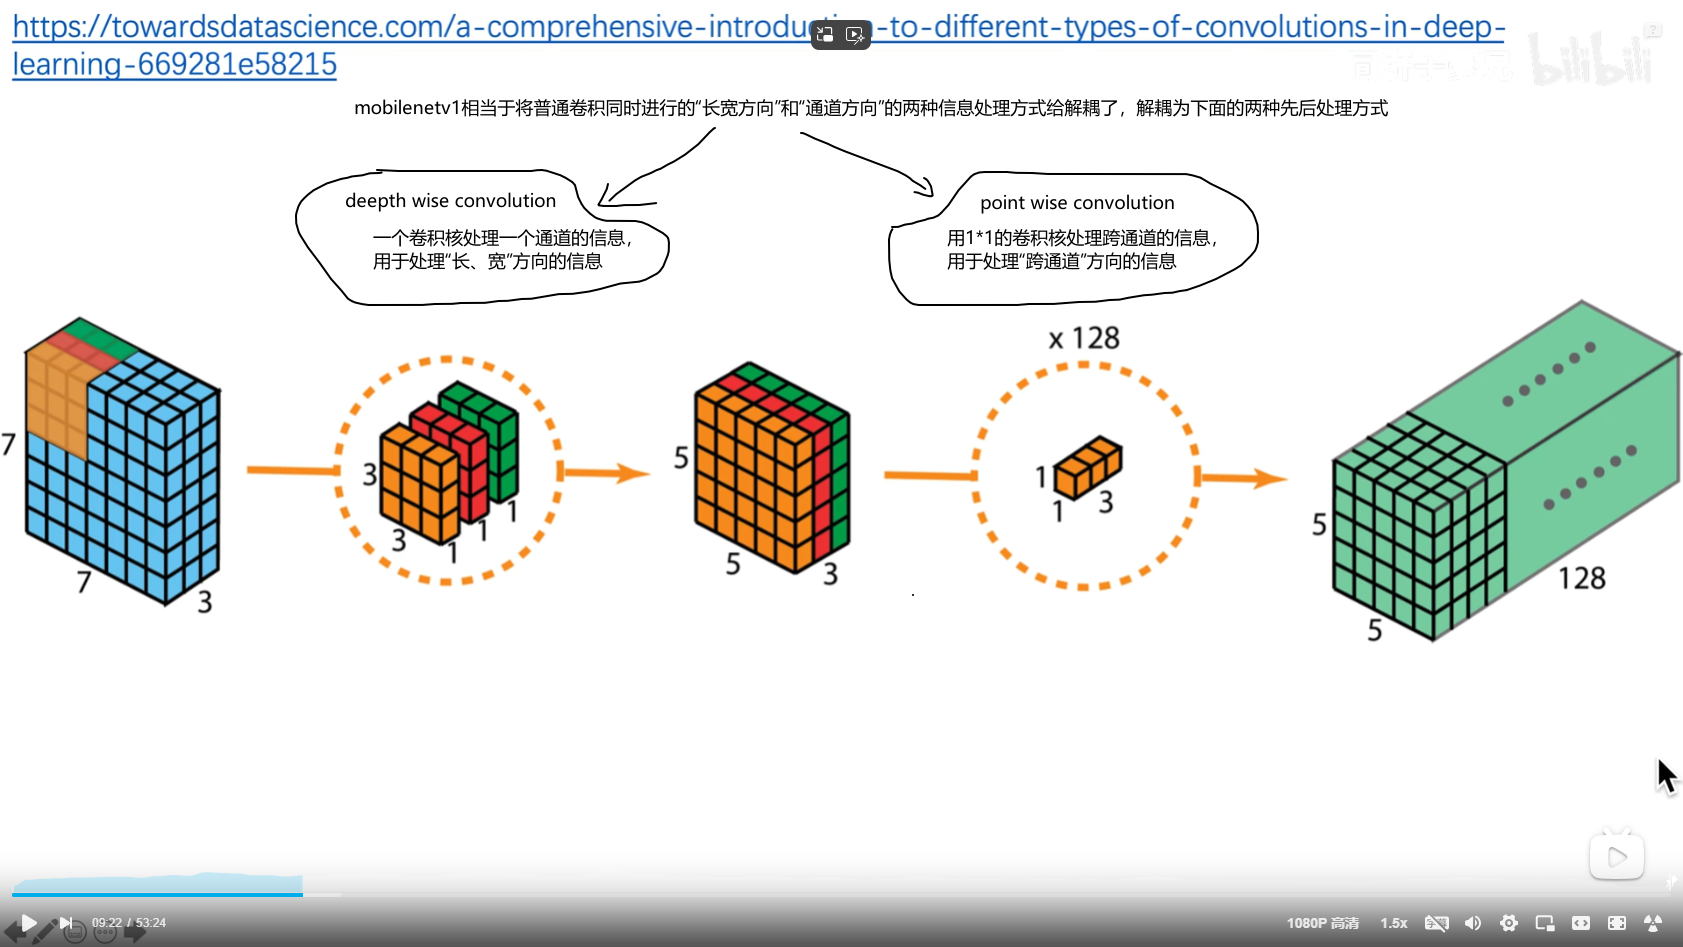 https://towardsdatascience.com/a-comprehensive-introdu -to-different-types-of-convolutions-in-deep-
learning-669281e58215
bilibili
mobilenetv1相当于将普通卷积同时进行的“长宽方向”和“通道方向”的两种信息处理方式给解耦了，解耦为下面的两种先后处理方式
deepth wise convolution
一个卷积核处理一个通道的信息，
用于处理“长、宽”方向的信息
point wise convolution
用1*1的卷积核处理跨通道的信息，
用于处理“跨通道”方向的信息
x 128
7
7
3
3
3
1
1
1
5
5
3
1
1
3
5
5
128
09:22 / 53:24
1080P 高清
1.5x